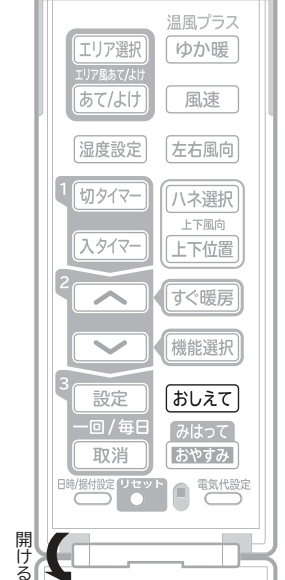 温風プラス
エリア選択
ゆか暖
エリア風あて/よけ
あて/よけ
風速
湿度設定
左右風向
1
切タイマー
ハネ選択
上下風向
入タイマー
上下位置
2
すぐ暖房
機能選択
3
設定
おしえて
一回/毎日
みはって
取消
おやすみ
日時/据付設定
リセット
電気代設定
開ける